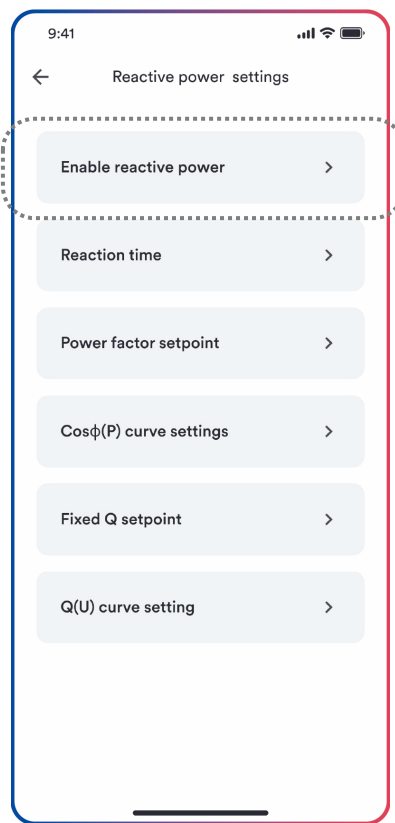 9:41
Reactive power settings
Enable reactive power
Reaction time
Power factor setpoint
Cosϕ(P) curve settings
Fixed Q setpoint
Q(U) curve setting